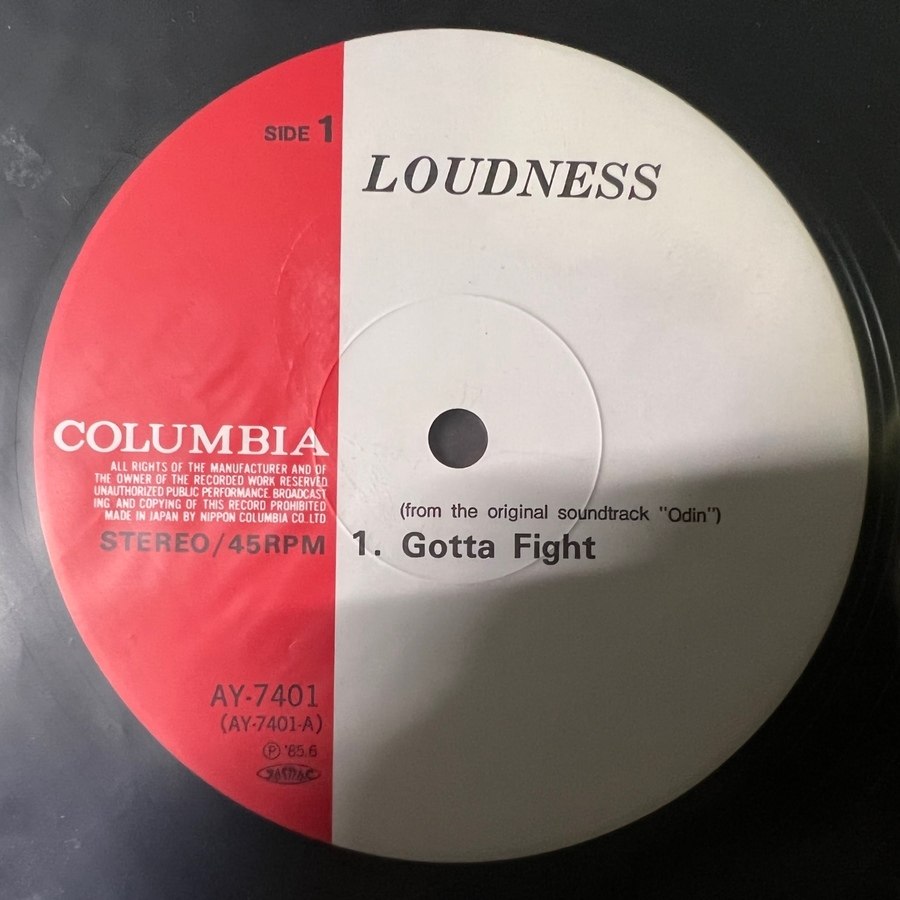 SIDE 1
LOUDNESS
COLUMBIA
ALL RIGHTS OF THE MANUFACTURER AND OF
THE OWNER OF THE RECORDED WORK RESERVED
UNAUTHORIZED PUBLIC PERFORMANCE. BROADCAST
ING AND COPYING OF THIS RECORD PROHIBITED
MADE IN JAPAN BY NIPPON COLUMBIA CO.,LTD
STEREO/45RPM
(from the original soundtrack "Odin")
1. Gotta Fight
AY-7401
(AY-7401-A)
Ⓟ '85.6
JASRAC